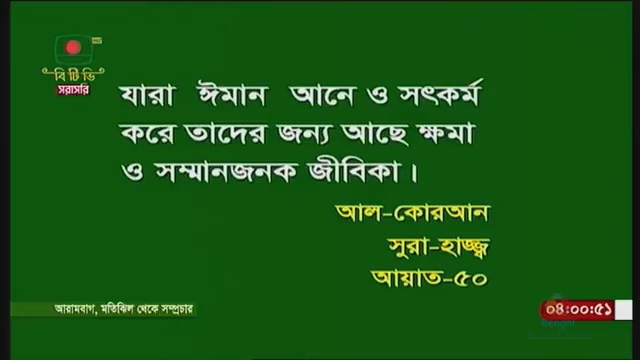 বি টি ভি
সরাসরি
যারা ঈমান আনে ও সৎকর্ম
করে তাদের জন্য আছে ক্ষমা
ও সম্মানজনক জীবিকা।
আল-কোরআন
সুরা-হাজ্জ্ব
আয়াত-৫০
আরামবাগ, মতিঝিল থেকে সম্প্রচার
০৪:০০:৫১
Bengal